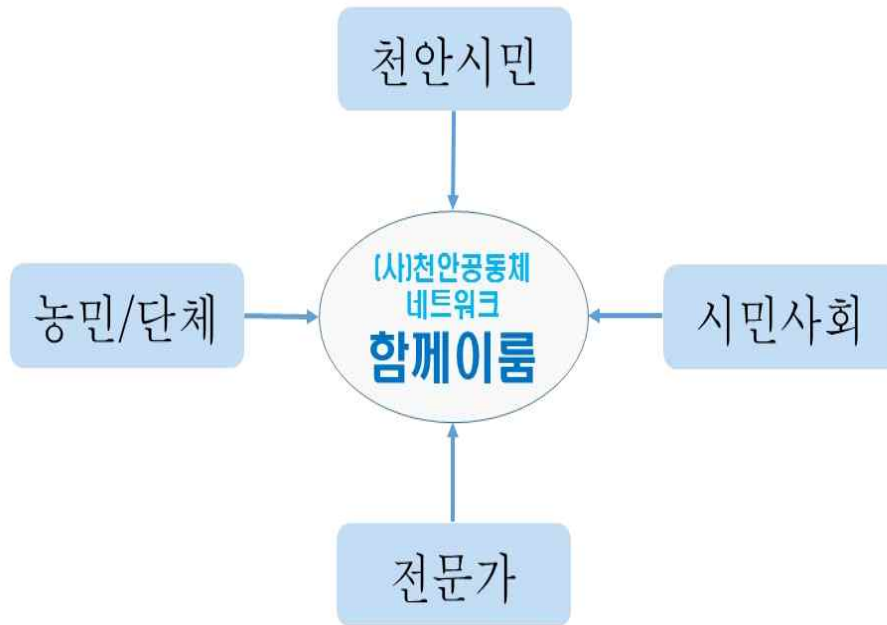 천안시민
(사)천안공동체
네트워크
함께이룸
농민/단체
시민사회
전문가